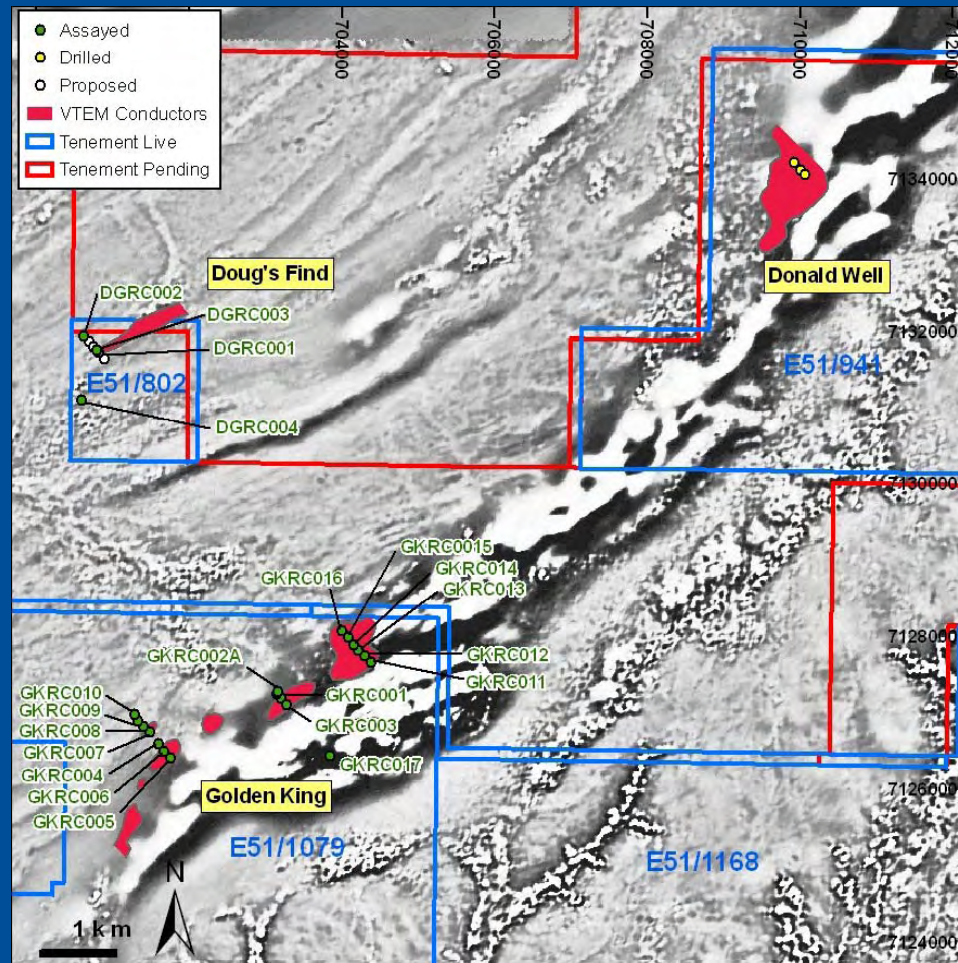 Assayed
Drilled
Proposed
VTEM Conductors
Tenement Live
Tenement Pending
704000
706000
708000
710000
712000
7134000
Doug's Find
Donald Well
DGRC002
DGRC003
DGRC001
7132000
E51/802
E51/941
DGRC004
7130000
GKRC0015
GKRC014
GKRC016
GKRC013
7128000
GKRC002A
GKRC012
GKRC011
GKRC010
GKRC001
GKRC009
GKRC003
GKRC008
GKRC007
GKRC017
GKRC004
GKRC006
Golden King
7126000
GKRC005
E51/1079
E51/1168
N
1 km
7124000